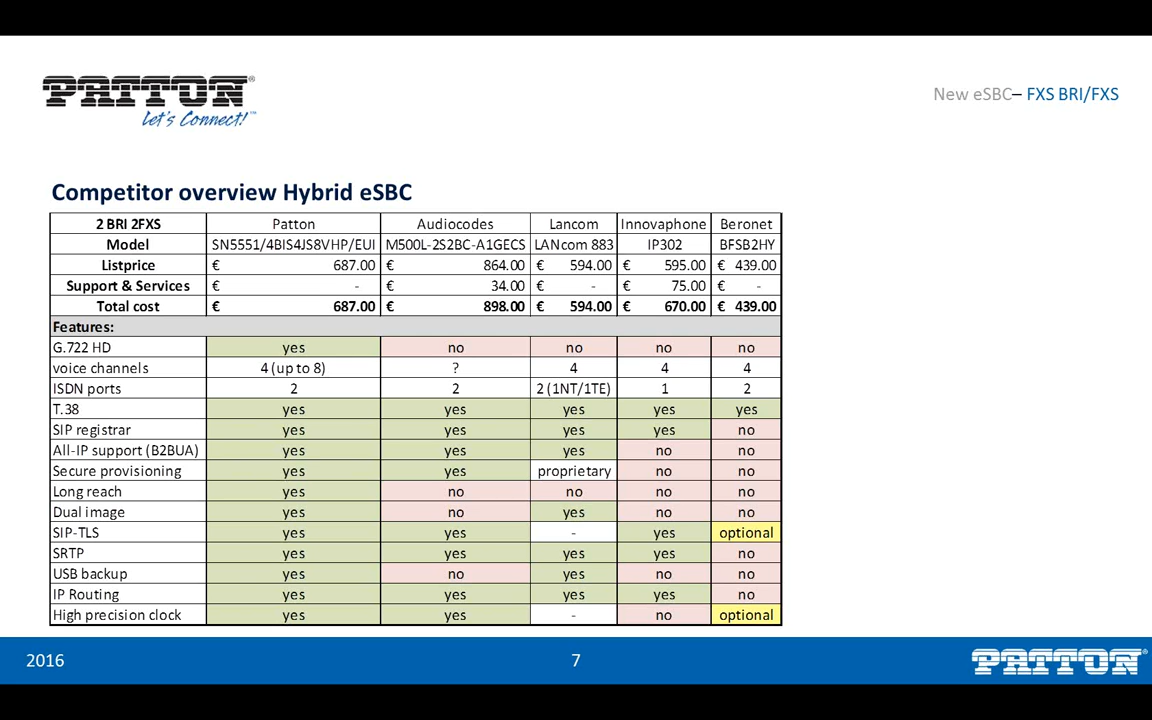 PATTON®
Let's Connect!™
New eSBC– FXS BRI/FXS
Competitor overview Hybrid eSBC
2 BRI 2FXS Patton Audiocodes Lancom Innovaphone Beronet
Model SN5551/4BIS4JS8VHP/EUI M500L-2S2BC-A1GECS LANcom 883 IP302 BFSB2HY
Listprice € 687.00 € 864.00 € 594.00 € 595.00 € 439.00
Support & Services € - € 34.00 € - € 75.00 € -
Total cost € 687.00 € 898.00 € 594.00 € 670.00 € 439.00
Features:
G.722 HD yes no no no no
voice channels 4 (up to 8) ? 4 4 4
ISDN ports 2 2 2 (1NT/1TE) 1 2
T.38 yes yes yes yes yes
SIP registrar yes yes yes yes no
All-IP support (B2BUA) yes yes yes no no
Secure provisioning yes yes proprietary no no
Long reach yes no no no no
Dual image yes no yes no no
SIP-TLS yes yes - yes optional
SRTP yes yes yes yes no
USB backup yes no yes no no
IP Routing yes yes yes yes no
High precision clock yes yes - no optional
2016 7 PATTON®